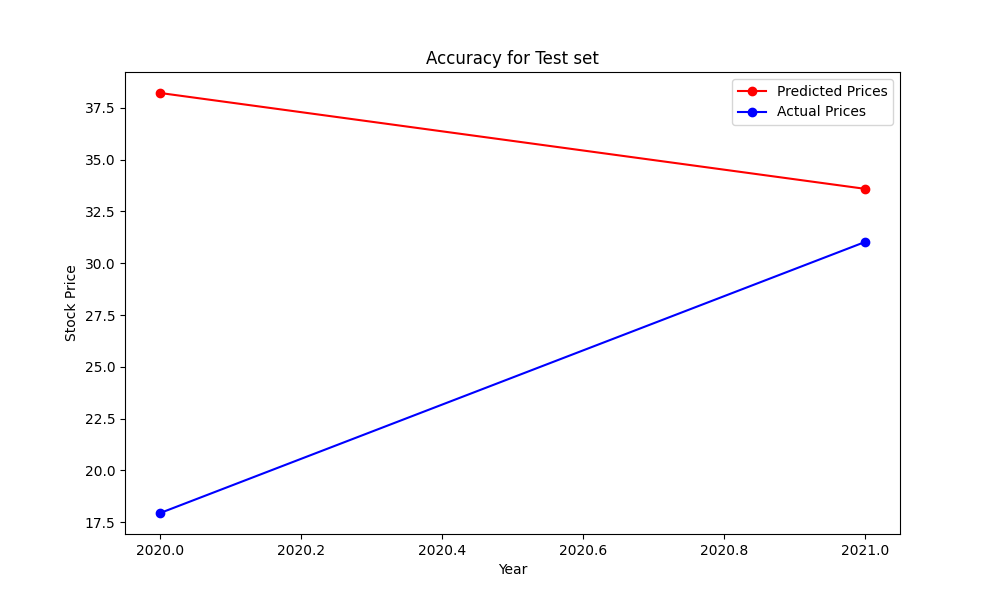 Accuracy for Test set
Predicted Prices
Actual Prices
37.5
35.0
32.5
30.0
27.5
25.0
22.5
20.0
17.5
Stock Price
2020.0 2020.2 2020.4 2020.6 2020.8 2021.0
Year